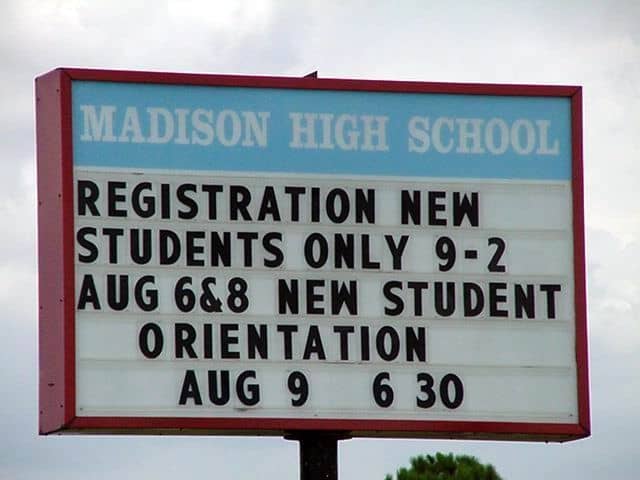 MADISON HIGH SCHOOL
REGISTRATION NEW
STUDENTS ONLY 9-2
AUG 6&8 NEW STUDENT
ORIENTATION
AUG 9 6 30